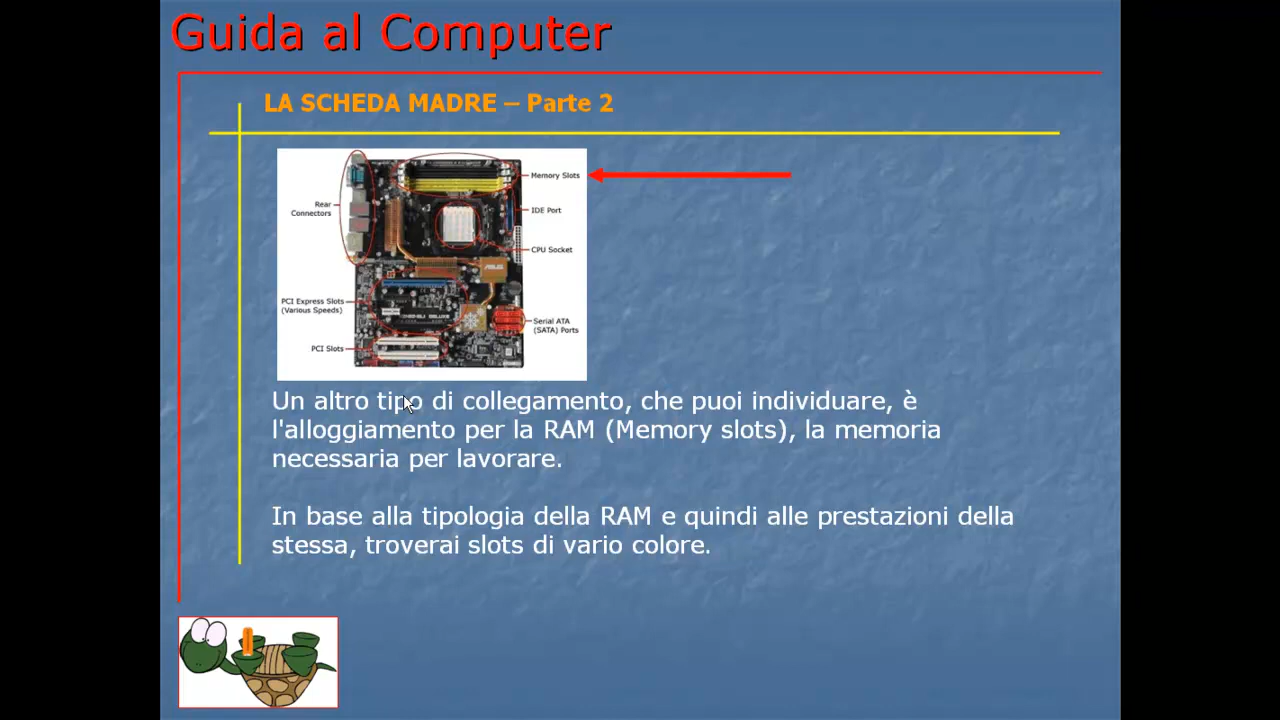 Guida al Computer
LA SCHEDA MADRE – Parte 2
Memory Slots
Rear
Connectors
IDE Port
CPU Socket
ASUS
PCI Express Slots
(Various Speeds)
Serial ATA
(SATA) Ports
PCI Slots
Un altro tipo di collegamento, che puoi individuare, è
l'alloggiamento per la RAM (Memory slots), la memoria
necessaria per lavorare.
In base alla tipologia della RAM e quindi alle prestazioni della
stessa, troverai slots di vario colore.